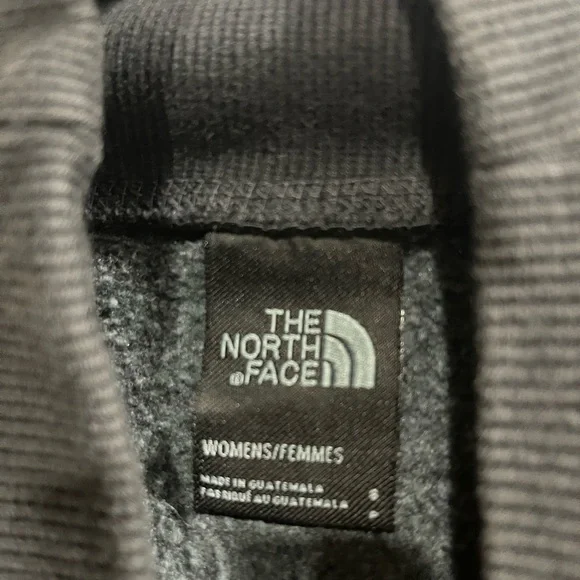 THE
NORTH
FACE
WOMENS/FEMMES
MADE IN GUATEMALA
FABRIQUÉ AU GUATEMALA
S
P